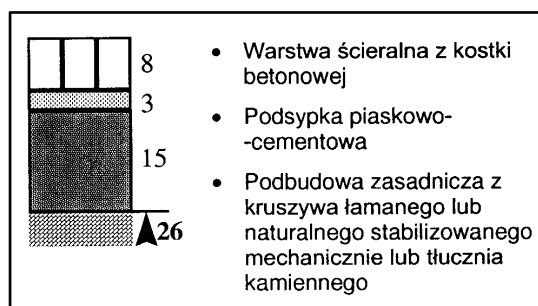 8
3
15
26
• Warstwa ścieralna z kostki
betonowej
• Podsypka piaskowo-
-cementowa
• Podbudowa zasadnicza z
kruszywa łamanego lub
naturalnego stabilizowanego
mechanicznie lub tłucznia
kamiennego